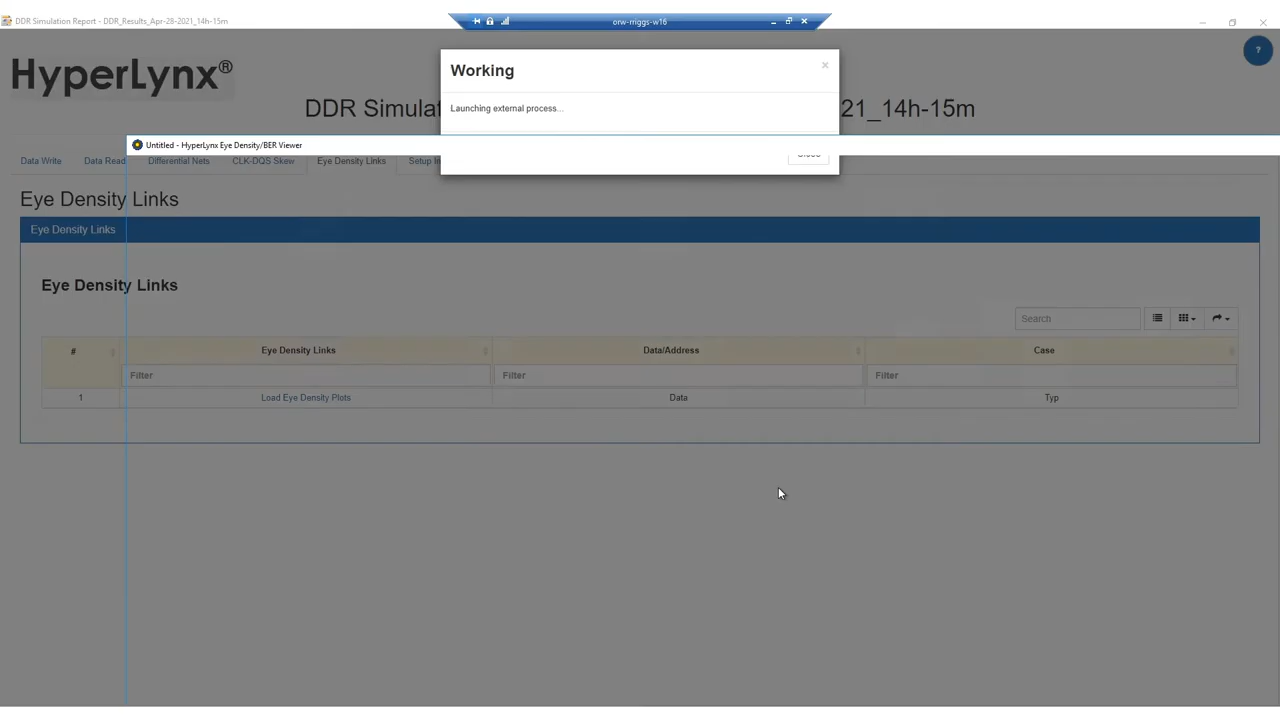 DDR Simulation Report - DDR_Results_Apr-28-2021_14h-15m
orw-rriggs-w16
?
HyperLynx®
Working
×
Launching external process...
DDR Simulat 21_14h-15m
Untitled - HyperLynx Eye Density/BER Viewer
Close
Data Write Data Read Differential Nets CLK-DQS Skew Eye Density Links Setup In
Eye Density Links
Eye Density Links
Eye Density Links
Search
# Eye Density Links Data/Address Case
Filter Filter Filter
1 Load Eye Density Plots Data Typ